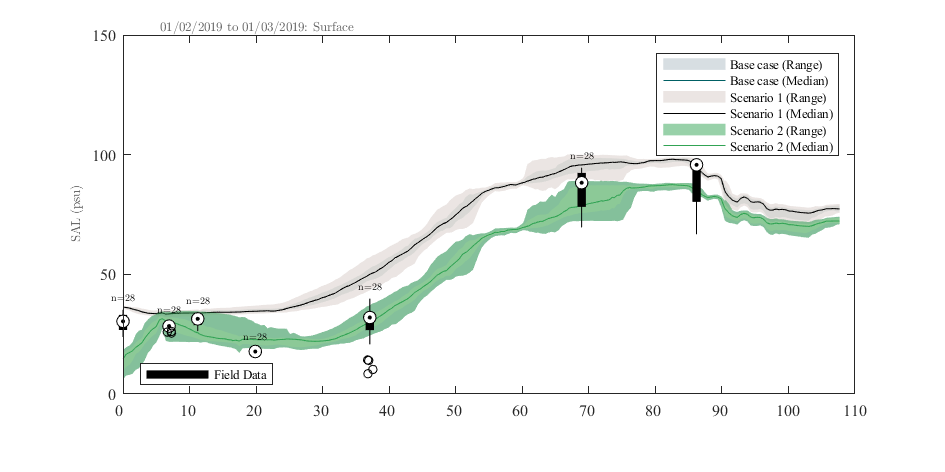 01/02/2019 to 01/03/2019: Surface
150
100
50
0
SAL (psu)
Base case (Range)
Base case (Median)
Scenario 1 (Range)
Scenario 1 (Median)
Scenario 2 (Range)
Scenario 2 (Median)
n=28
n=28
n=28
n=28
n=28
n=28
Field Data
0 10 20 30 40 50 60 70 80 90 100 110